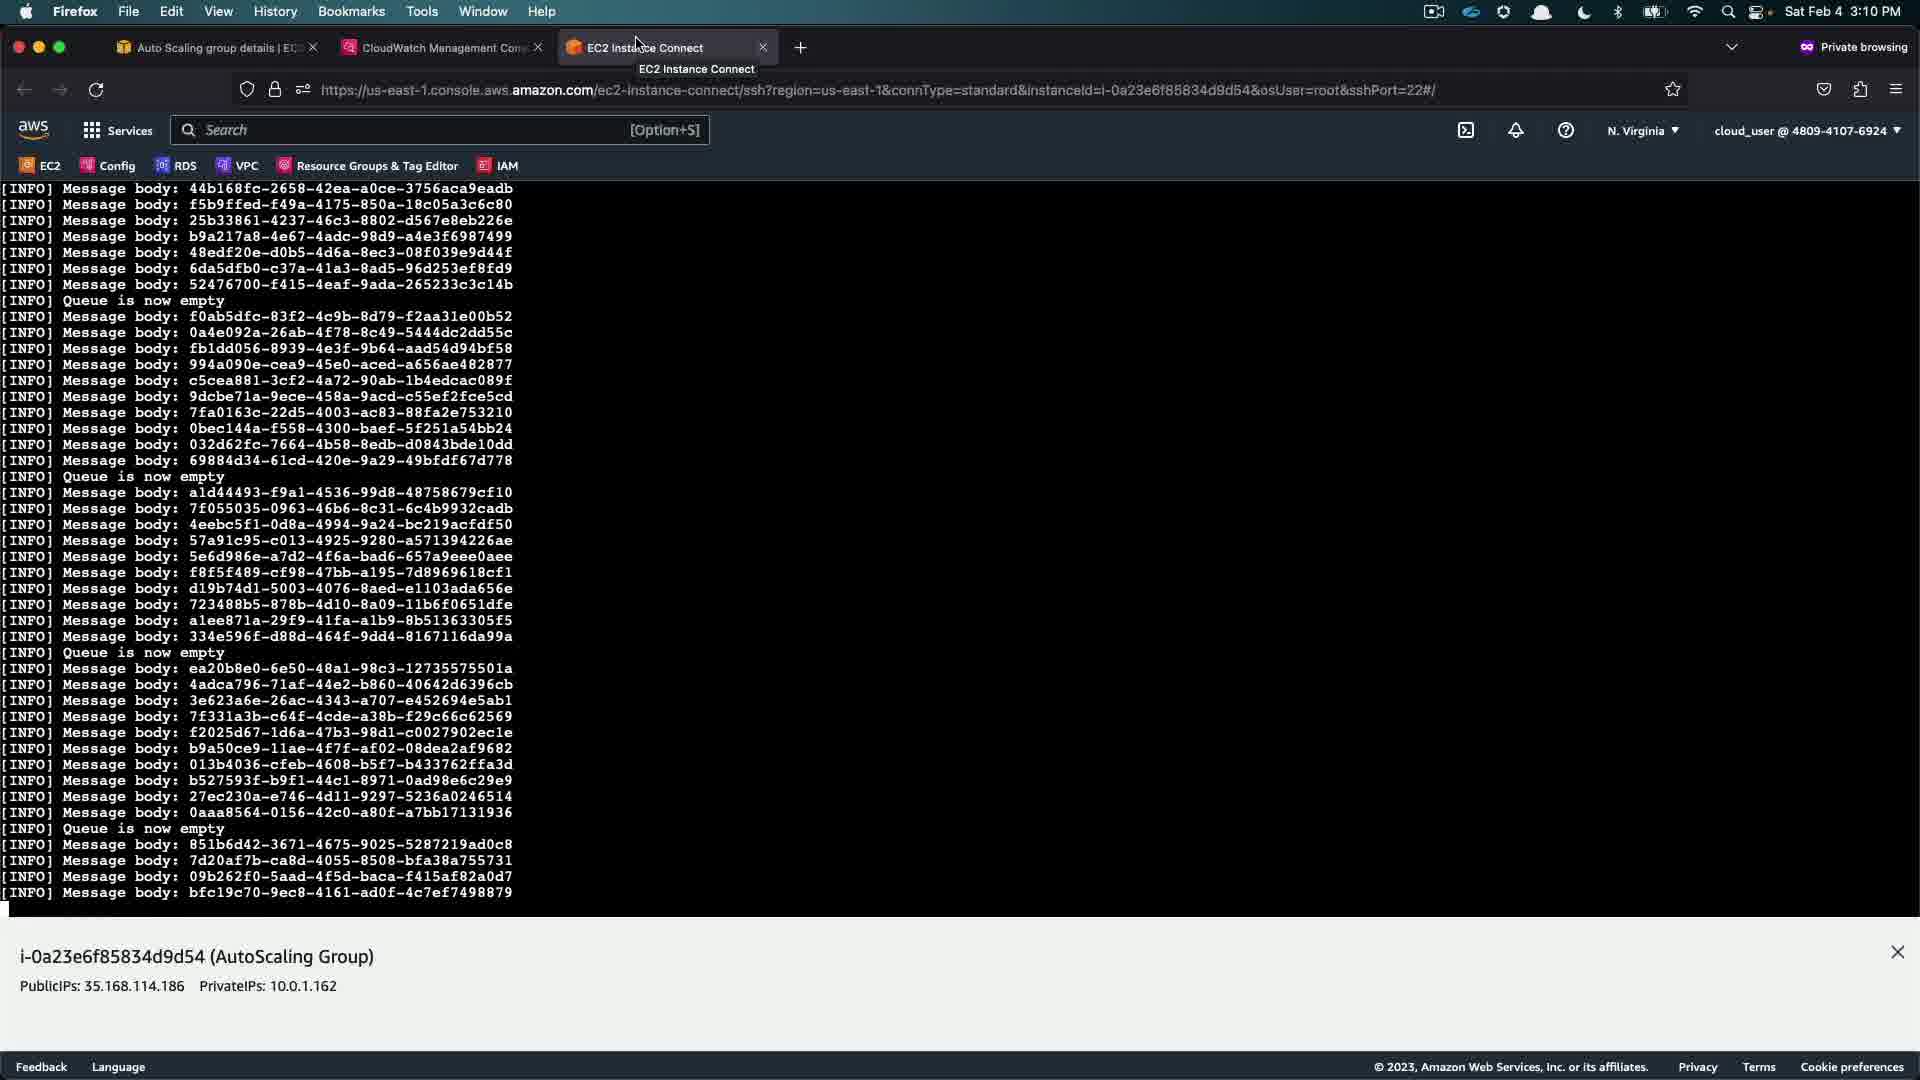 Firefox File Edit View History Bookmarks Tools Window Help Sat Feb 4 3:10 PM
Auto Scaling group details | EC CloudWatch Management Con EC2 Instance Connect Private browsing
EC2 Instance Connect
https://us-east-1.console.aws.amazon.com/ec2-instance-connect/ssh?region=us-east-1&connType=standard&instanceId=i-0a23e6f85834d9d54&osUser=root&sshPort=22#/
aws Services Search [Option+S] N. Virginia cloud_user @ 4809-4107-6924
EC2 Config RDS VPC Resource Groups & Tag Editor IAM
[INFO] Message body: 44b168fc-2658-42ea-a0ce-3756aca9eadb
[INFO] Message body: f5b9ffed-f49a-4175-850a-18c05a3c6c80
[INFO] Message body: 25b33861-4237-46c3-8802-d567e8eb226e
[INFO] Message body: b9a217a8-4e67-4adc-98d9-a4e3f6987499
[INFO] Message body: 48edf20e-d0b5-4d6a-8ec3-08f039e9d44f
[INFO] Message body: 6da5dfb0-c37a-41a3-8ad5-96d253ef8fd9
[INFO] Message body: 52476700-f415-4eaf-9ada-265233c3c14b
[INFO] Queue is now empty
[INFO] Message body: f0ab5dfc-83f2-4c9b-8d79-f2aa31e00b52
[INFO] Message body: 0a4e092a-26ab-4f78-8c49-5444dc2dd55c
[INFO] Message body: fb1dd056-8939-4e3f-9b64-aad54d94bf58
[INFO] Message body: 994a090e-cea9-45e0-aced-a656ae482877
[INFO] Message body: c5cea881-3cf2-4a72-90ab-1b4edcac089f
[INFO] Message body: 9dcbe71a-9ece-458a-9acd-c55ef2fce5cd
[INFO] Message body: 7fa0163c-22d5-4003-ac83-88fa2e753210
[INFO] Message body: 0bec144a-f558-4300-baef-5f251a54bb24
[INFO] Message body: 032d62fc-7664-4b58-8edb-d0843bde10dd
[INFO] Message body: 69884d34-61cd-420e-9a29-49bfdf67d778
[INFO] Queue is now empty
[INFO] Message body: a1d44493-f9a1-4536-99d8-48758679cf10
[INFO] Message body: 7f055035-0963-46b6-8c31-6c4b9932cadb
[INFO] Message body: 4eebc5f1-0d8a-4994-9a24-bc219acfdf50
[INFO] Message body: 57a91c95-c013-4925-9280-a571394226ae
[INFO] Message body: 5e6d986e-a7d2-4f6a-bad6-657a9eee0aee
[INFO] Message body: f8f5f489-cf98-47bb-a195-7d8969618cf1
[INFO] Message body: d19b74d1-5003-4076-8aed-e1103ada656e
[INFO] Message body: 723488b5-878b-4d10-8a09-11b6f0651dfe
[INFO] Message body: a1ee871a-29f9-41fa-a1b9-8b51363305f5
[INFO] Message body: 334e596f-d88d-464f-9dd4-8167116da99a
[INFO] Queue is now empty
[INFO] Message body: ea20b8e0-6e50-48a1-98c3-12735575501a
[INFO] Message body: 4adca796-71af-44e2-b860-40642d6396cb
[INFO] Message body: 3e623a6e-26ac-4343-a707-e452694e5ab1
[INFO] Message body: 7f331a3b-c64f-4cde-a38b-f29c66c62569
[INFO] Message body: f2025d67-1d6a-47b3-98d1-c0027902ec1e
[INFO] Message body: b9a50ce9-11ae-4f7f-af02-08dea2af9682
[INFO] Message body: 013b4036-cfeb-4608-b5f7-b433762ffa3d
[INFO] Message body: b527593f-b9f1-44c1-8971-0ad98e6c29e9
[INFO] Message body: 27ec230a-e746-4d11-9297-5236a0246514
[INFO] Message body: 0aaa8564-0156-42c0-a80f-a7bb17131936
[INFO] Queue is now empty
[INFO] Message body: 851b6d42-3671-4675-9025-5287219ad0c8
[INFO] Message body: 7d20af7b-ca8d-4055-8508-bfa38a755731
[INFO] Message body: 09b262f0-5aad-4f5d-baca-f415af82a0d7
[INFO] Message body: bfc19c70-9ec8-4161-ad0f-4c7ef7498879
i-0a23e6f85834d9d54 (AutoScaling Group)
PublicIPs: 35.168.114.186 PrivateIPs: 10.0.1.162
Feedback Language © 2023, Amazon Web Services, Inc. or its affiliates. Privacy Terms Cookie preferences